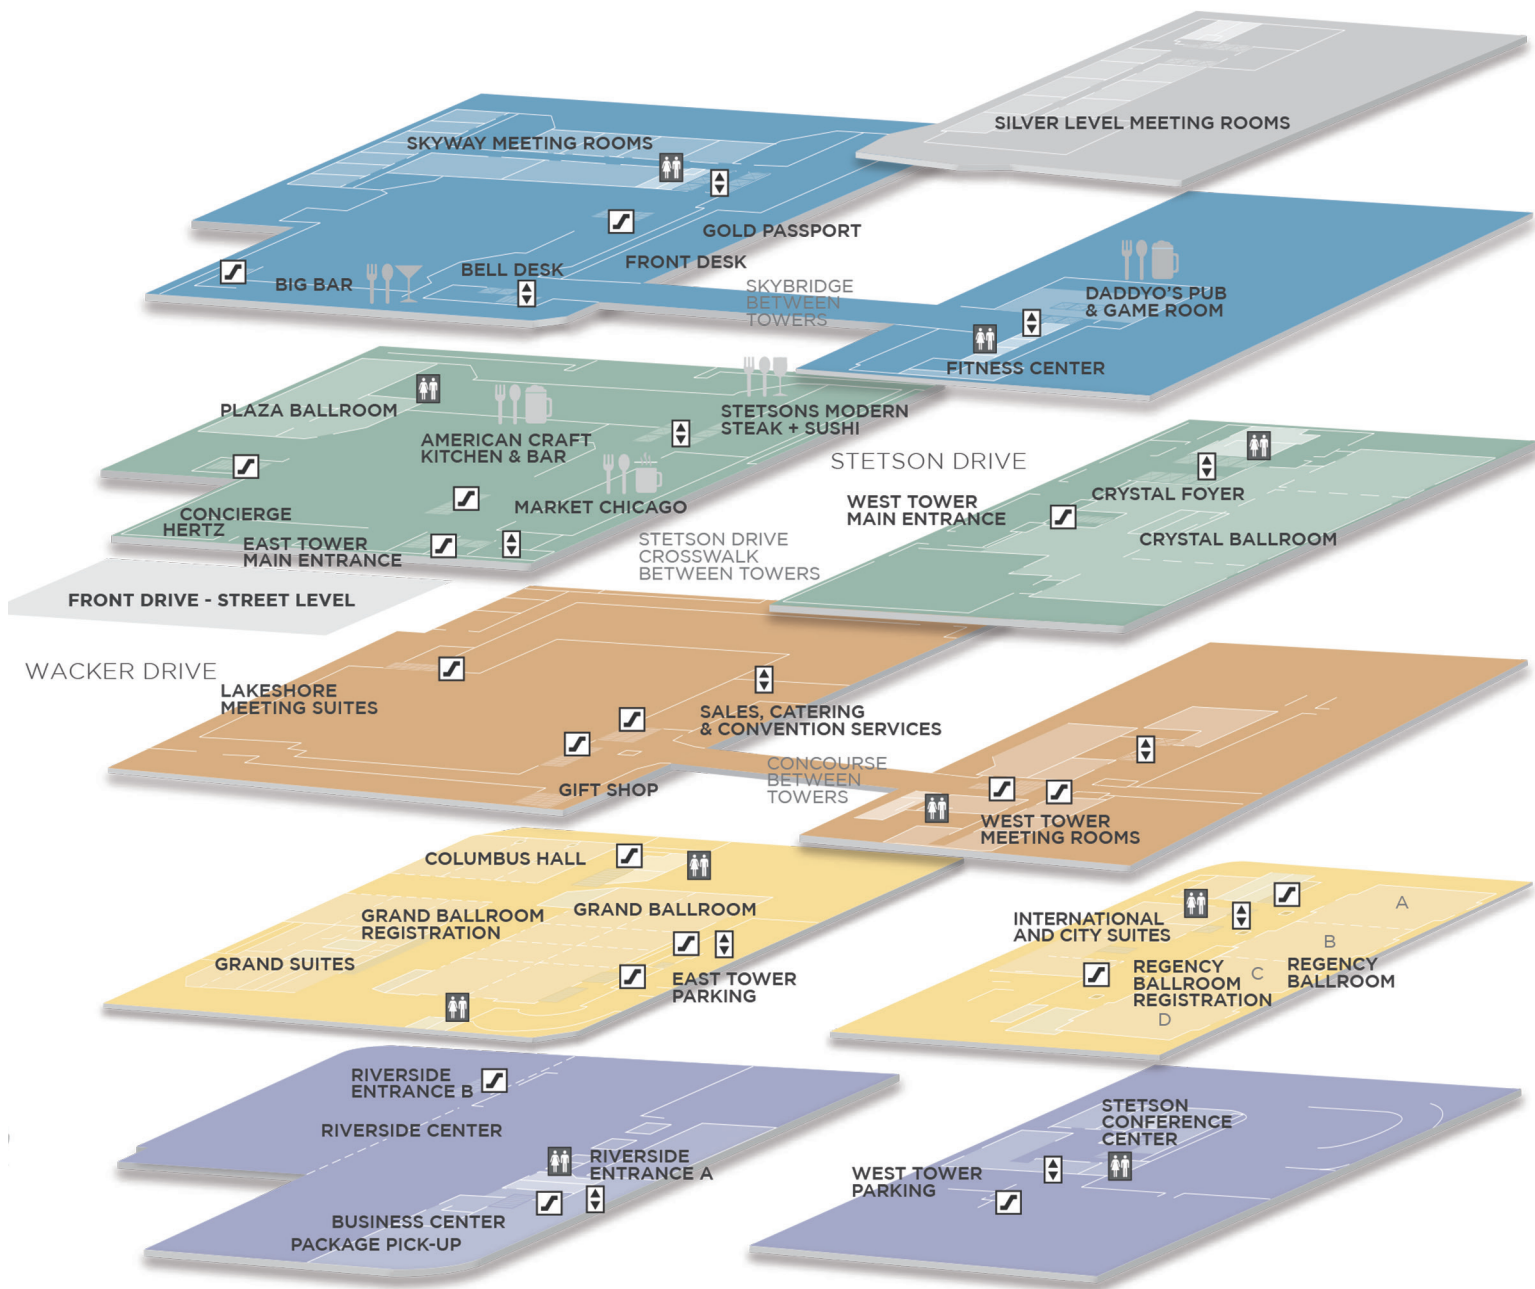 SILVER LEVEL MEETING ROOMS
SKYWAY MEETING ROOMS
GOLD PASSPORT
FRONT DESK
BELL DESK
BIG BAR
SKYBRIDGE
BETWEEN
TOWERS
DADDYO'S PUB
& GAME ROOM
FITNESS CENTER
PLAZA BALLROOM
AMERICAN CRAFT
KITCHEN & BAR
STETSONS MODERN
STEAK + SUSHI
MARKET CHICAGO
CONCIERGE
HERTZ
EAST TOWER
MAIN ENTRANCE
STETSON DRIVE
WEST TOWER
MAIN ENTRANCE
CRYSTAL FOYER
CRYSTAL BALLROOM
STETSON DRIVE
CROSSWALK
BETWEEN TOWERS
FRONT DRIVE - STREET LEVEL
WACKER DRIVE
LAKESHORE
MEETING SUITES
SALES, CATERING
& CONVENTION SERVICES
GIFT SHOP
CONCOURSE
BETWEEN
TOWERS
WEST TOWER
MEETING ROOMS
COLUMBUS HALL
GRAND BALLROOM
REGISTRATION
GRAND BALLROOM
GRAND SUITES
EAST TOWER
PARKING
INTERNATIONAL
AND CITY SUITES
A
B
C
D
REGENCY
BALLROOM
REGISTRATION
REGENCY
BALLROOM
RIVERSIDE
ENTRANCE B
RIVERSIDE CENTER
RIVERSIDE
ENTRANCE A
BUSINESS CENTER
PACKAGE PICK-UP
STETSON
CONFERENCE
CENTER
WEST TOWER
PARKING